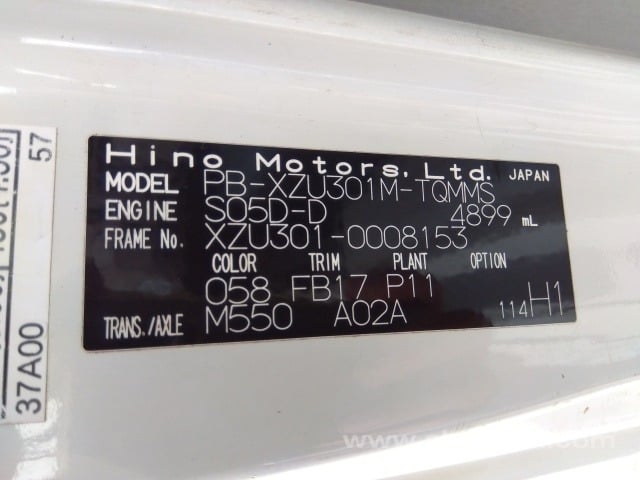 Hino Motors, Ltd. JAPAN
MODEL PB-XZU301M-TQMMS
ENGINE S05D-D 4899 mL
FRAME No. XZU301-0008153
COLOR TRIM PLANT OPTION
058 FB17 P11
TRANS./AXLE M550 A02A 114H1
57
37A00